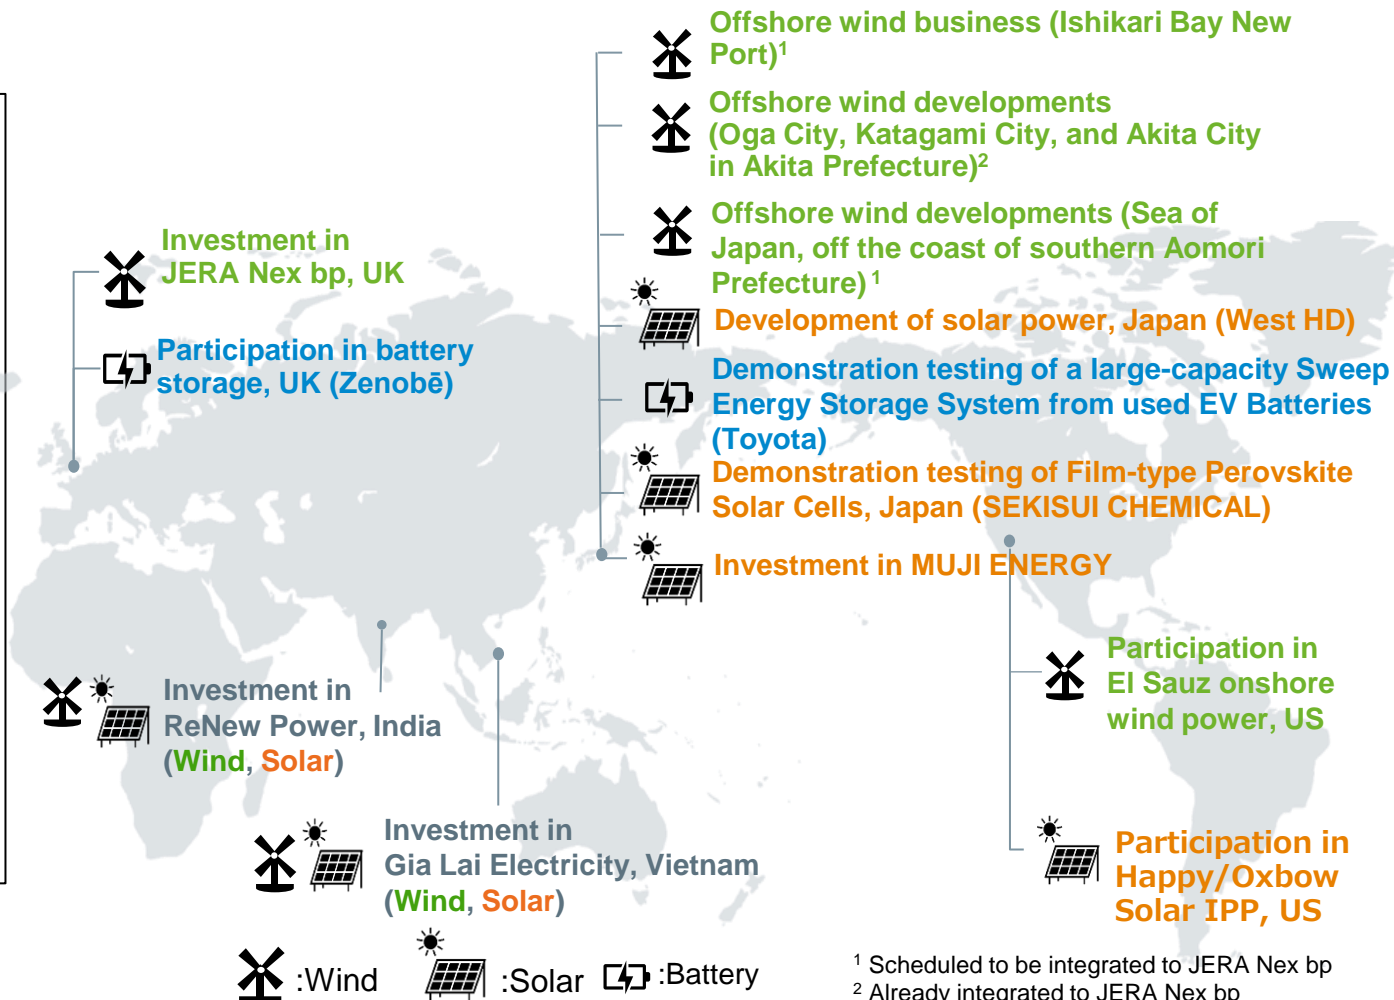 Offshore wind business (Ishikari Bay New
Port)¹
Offshore wind developments
(Oga City, Katagami City, and Akita City
in Akita Prefecture)²
Offshore wind developments (Sea of
Japan, off the coast of southern Aomori
Prefecture) ¹
Development of solar power, Japan (West HD)
Demonstration testing of a large-capacity Sweep
Energy Storage System from used EV Batteries
(Toyota)
Demonstration testing of Film-type Perovskite
Solar Cells, Japan (SEKISUI CHEMICAL)
Investment in MUJI ENERGY
Investment in
JERA Nex bp, UK
Participation in battery
storage, UK (Zenobē)
Investment in
ReNew Power, India
(Wind, Solar)
Investment in
Gia Lai Electricity, Vietnam
(Wind, Solar)
Participation in
El Sauz onshore
wind power, US
Participation in
Happy/Oxbow
Solar IPP, US
:Wind :Solar :Battery
¹ Scheduled to be integrated to JERA Nex bp
² Already integrated to JERA Nex bp